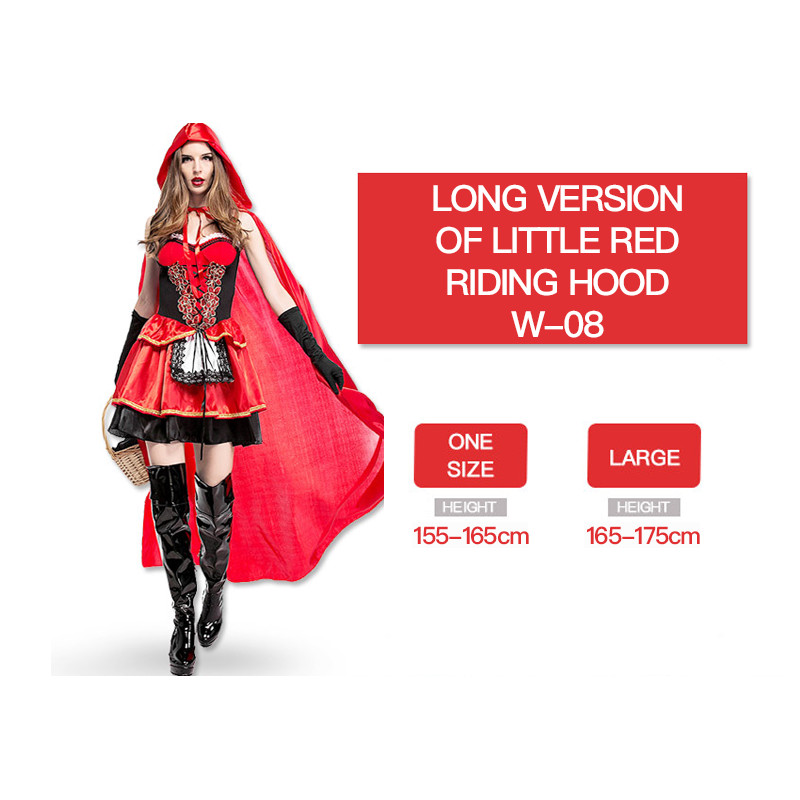 LONG VERSION
OF LITTLE RED
RIDING HOOD
W-08
ONE
SIZE
HEIGHT
155-165cm
LARGE
HEIGHT
165-175cm